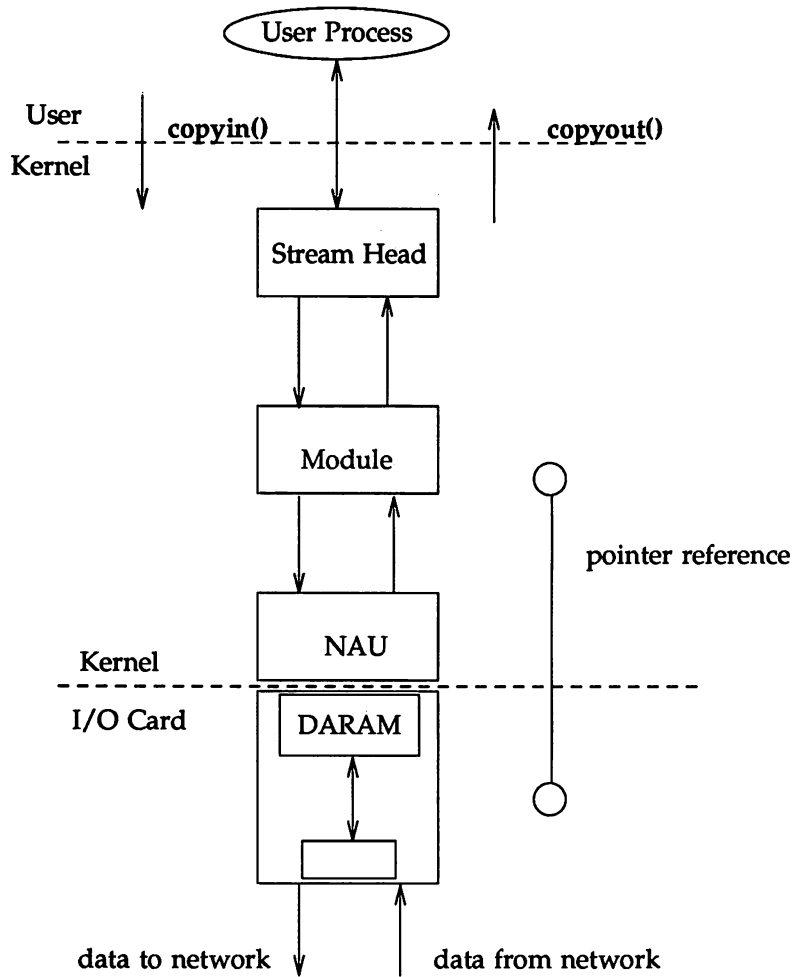 User Process
User
copyin()
copyout()
Kernel
Stream Head
Module
pointer reference
NAU
Kernel
I/O Card
DARAM
data to network
data from network